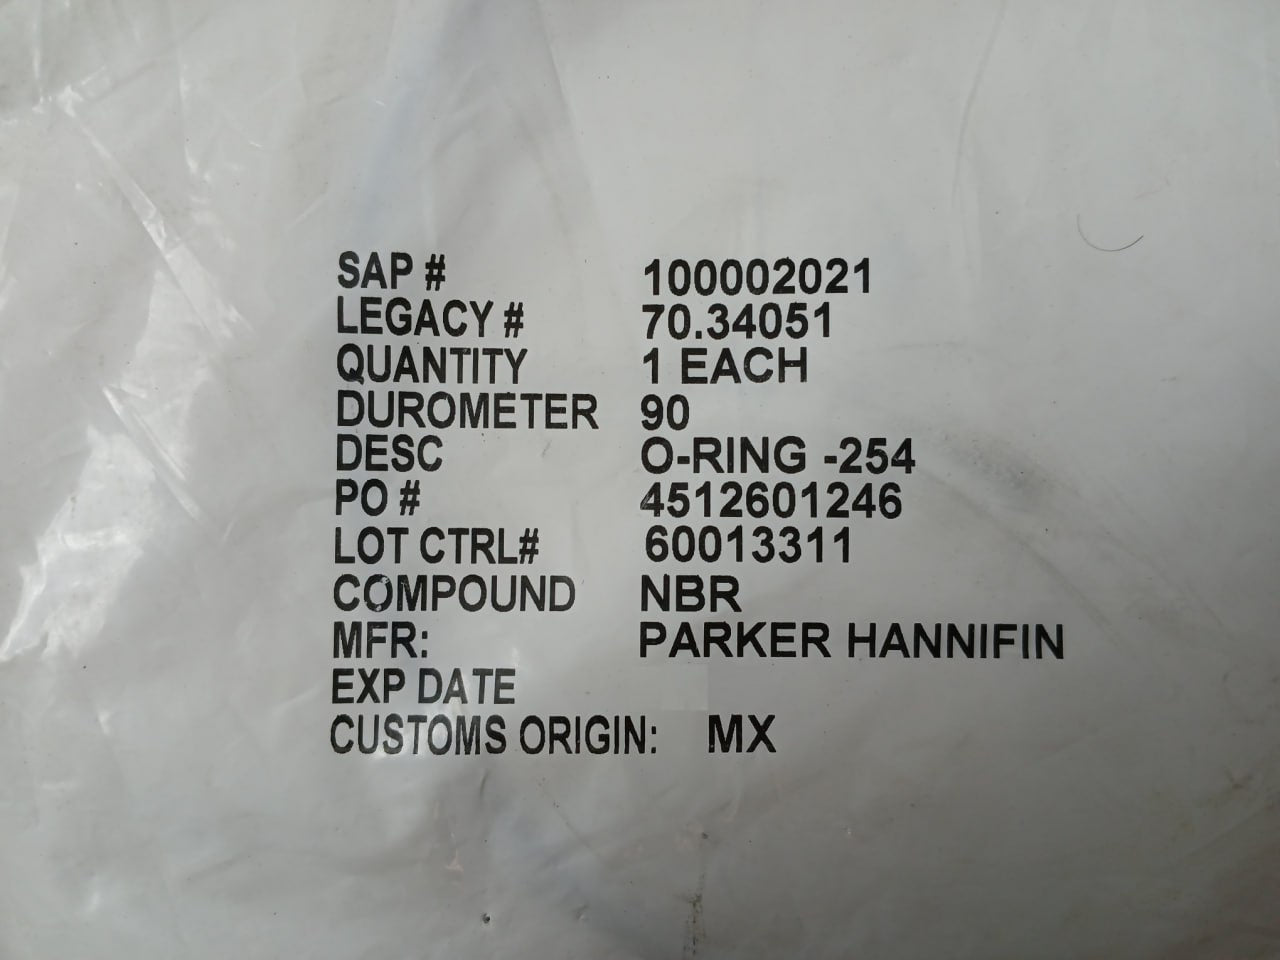 SAP # 100002021
LEGACY # 70.34051
QUANTITY 1 EACH
DUROMETER 90
DESC O-RING -254
PO # 4512601246
LOT CTRL# 60013311
COMPOUND NBR
MFR: PARKER HANNIFIN
EXP DATE
CUSTOMS ORIGIN: MX